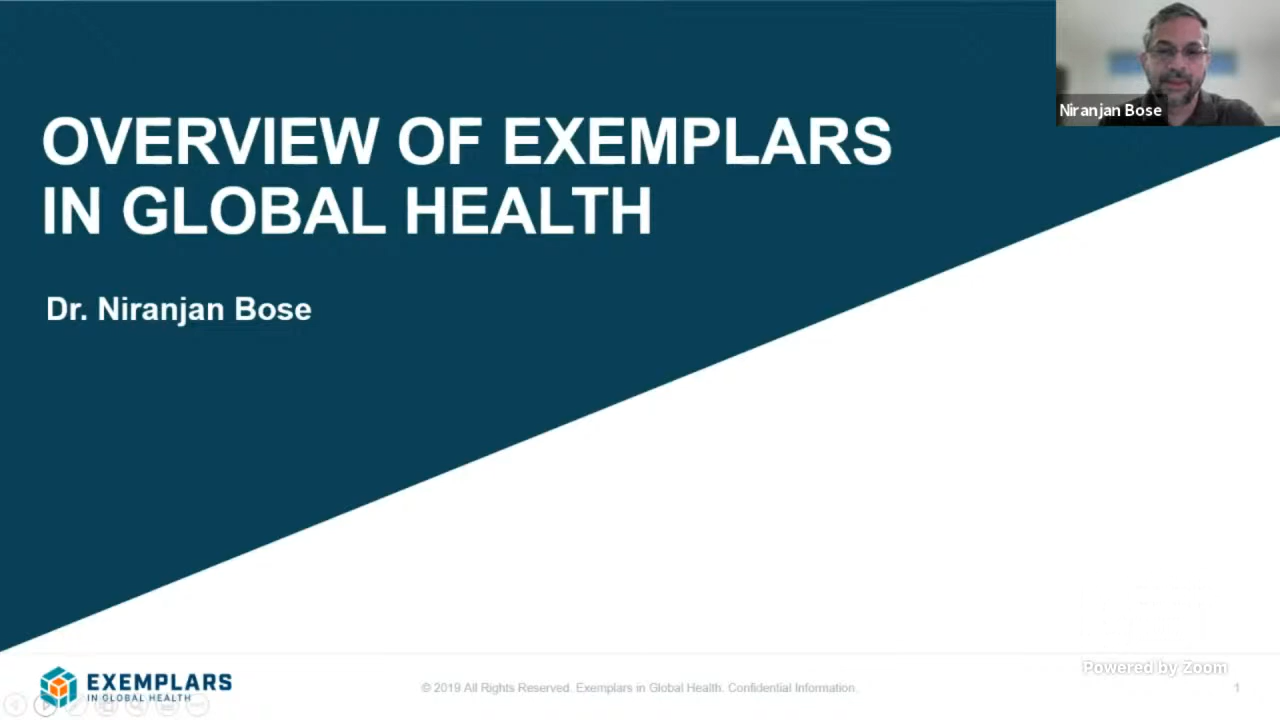 OVERVIEW OF EXEMPLARS
IN GLOBAL HEALTH
Dr. Niranjan Bose
Niranjan Bose
Powered by Zoom
EXEMPLARS
IN GLOBAL HEALTH
© 2019 All Rights Reserved. Exemplars in Global Health. Confidential Information.
1